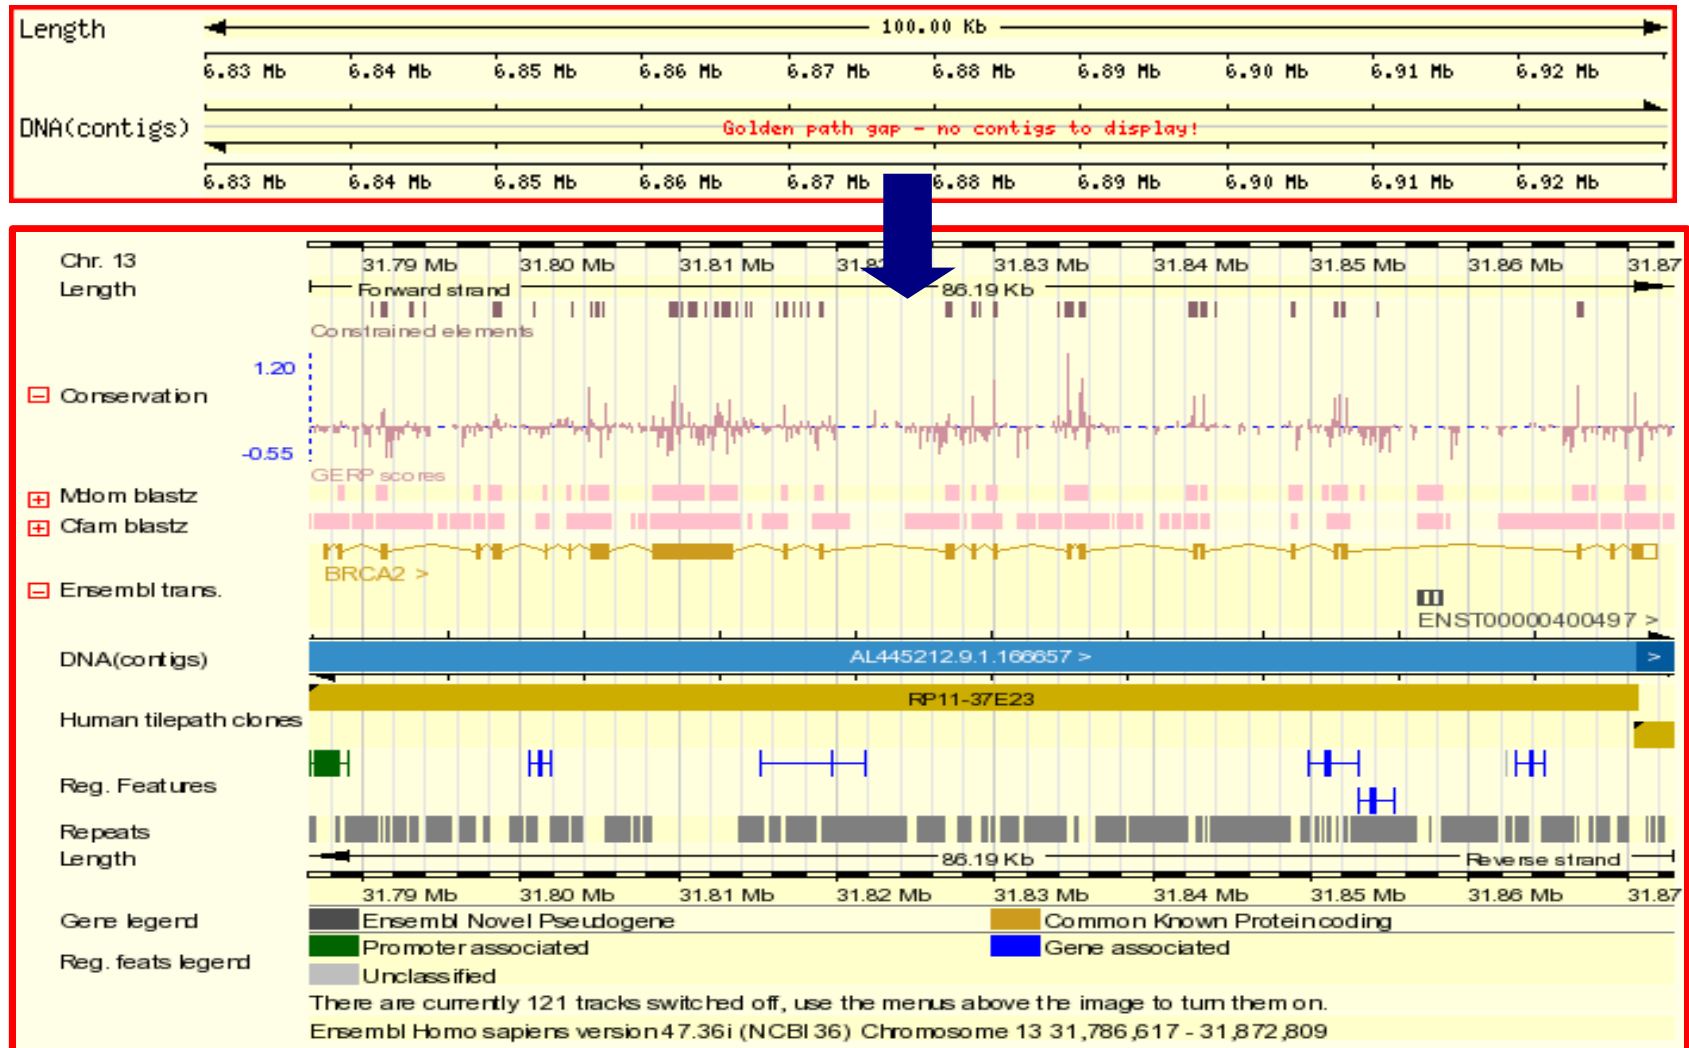 Length 100.00 Kb
6.83 Mb 6.84 Mb 6.85 Mb 6.86 Mb 6.87 Mb 6.88 Mb 6.89 Mb 6.90 Mb 6.91 Mb 6.92 Mb
DNA(contigs) Golden path gap - no contigs to display!
6.83 Mb 6.84 Mb 6.85 Mb 6.86 Mb 6.87 Mb 6.88 Mb 6.89 Mb 6.90 Mb 6.91 Mb 6.92 Mb
Chr. 13 31.79 Mb 31.80 Mb 31.81 Mb 31.83 Mb 31.84 Mb 31.85 Mb 31.86 Mb 31.87
Length Forward strand 86.19 Kb
Constrained elements
1.20
Conservation
-0.55
GERP scores
Mdom blastz
Cfam blastz
BRCA2 >
Ensembl trans.
ENST00000400497 >
DNA(contigs) AL445212.9.1.166657 > >
RP11-37E23
Human tilepath clones
Reg. Features
Repeats
Length 86.19 Kb Reverse strand
31.79 Mb 31.80 Mb 31.81 Mb 31.82 Mb 31.83 Mb 31.84 Mb 31.85 Mb 31.86 Mb 31.87
Gene legend Ensembl Novel Pseudogene Common Known Protein coding
Promoter associated Gene associated
Reg. feats legend
Unclassified
There are currently 121 tracks switched off, use the menus above the image to turn them on.
Ensembl Homo sapiens version 47.36i (NCBI 36) Chromosome 13 31,786,617 - 31,872,809